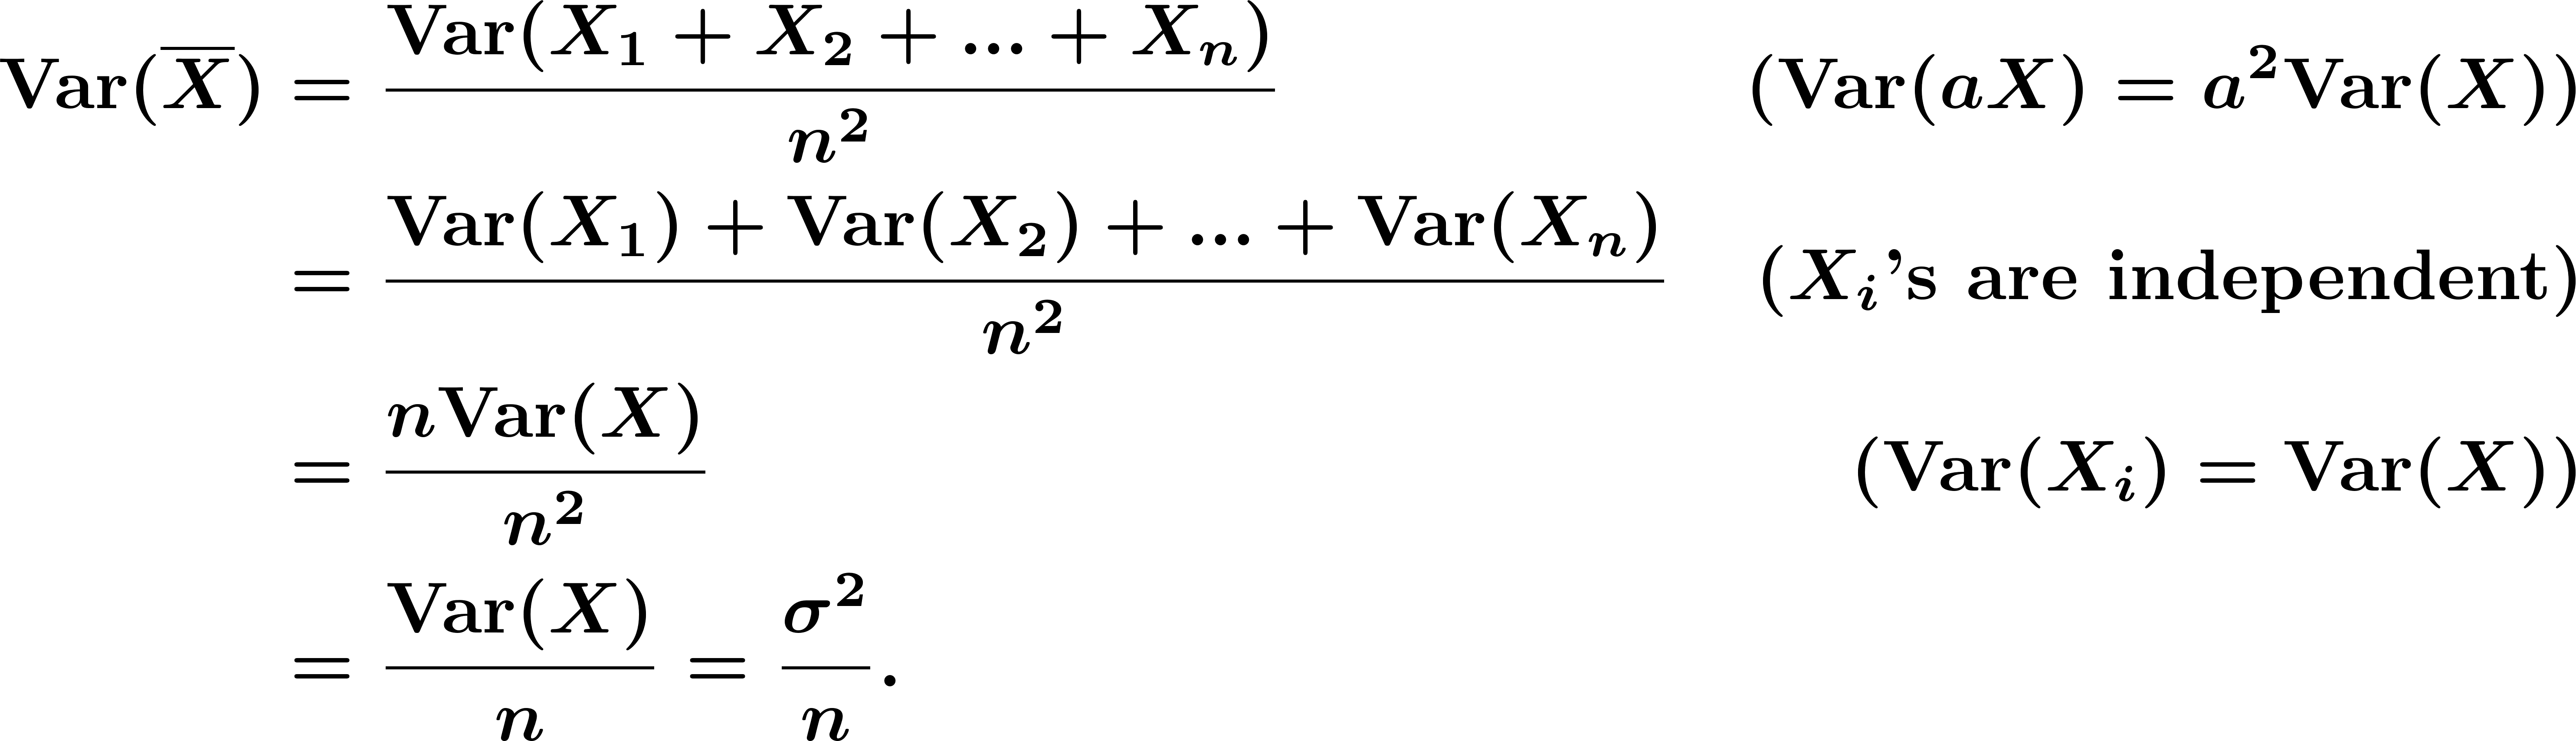 Var(X̅) = Var(X₁ + X₂ + ... + Xₙ) / n² (Var(aX) = a²Var(X))
= Var(X₁) + Var(X₂) + ... + Var(Xₙ) / n² (Xᵢ's are independent)
= nVar(X) / n² (Var(Xᵢ) = Var(X))
= Var(X) / n = σ² / n.